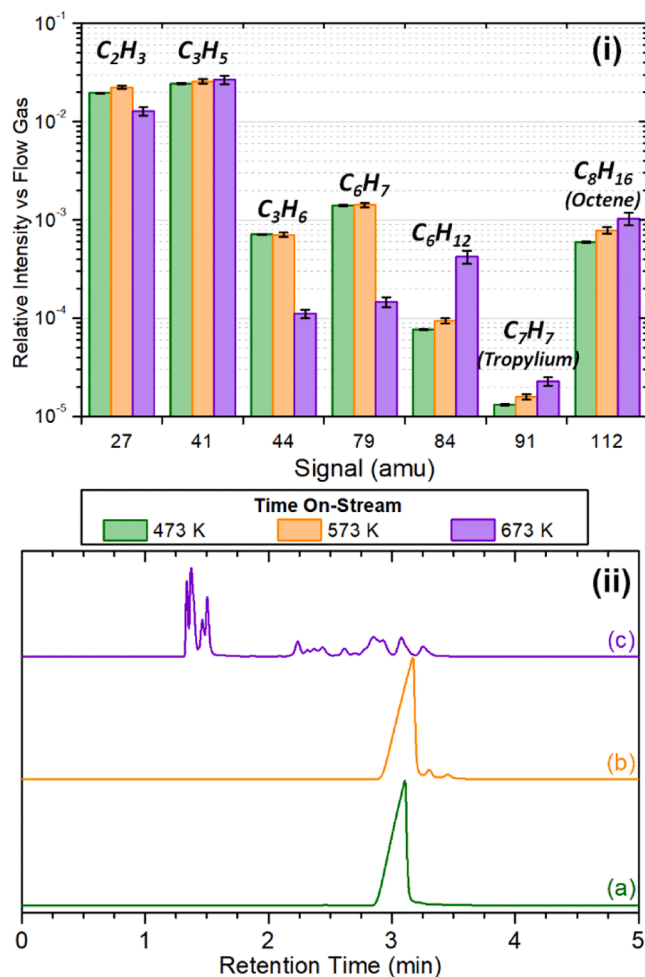 (i)
C₂H₃ C₃H₅ C₃H₆ C₆H₇ C₆H₁₂ C₇H₇ (Tropylium) C₈H₁₆ (Octene)
Relative Intensity vs Flow Gas
10⁰
10⁻¹
10⁻²
10⁻³
10⁻⁴
10⁻⁵
27 41 44 79 84 91 112
Signal (amu)
Time On-Stream
473 K 573 K 673 K
(ii)
(c)
(b)
(a)
0 1 2 3 4 5
Retention Time (min)